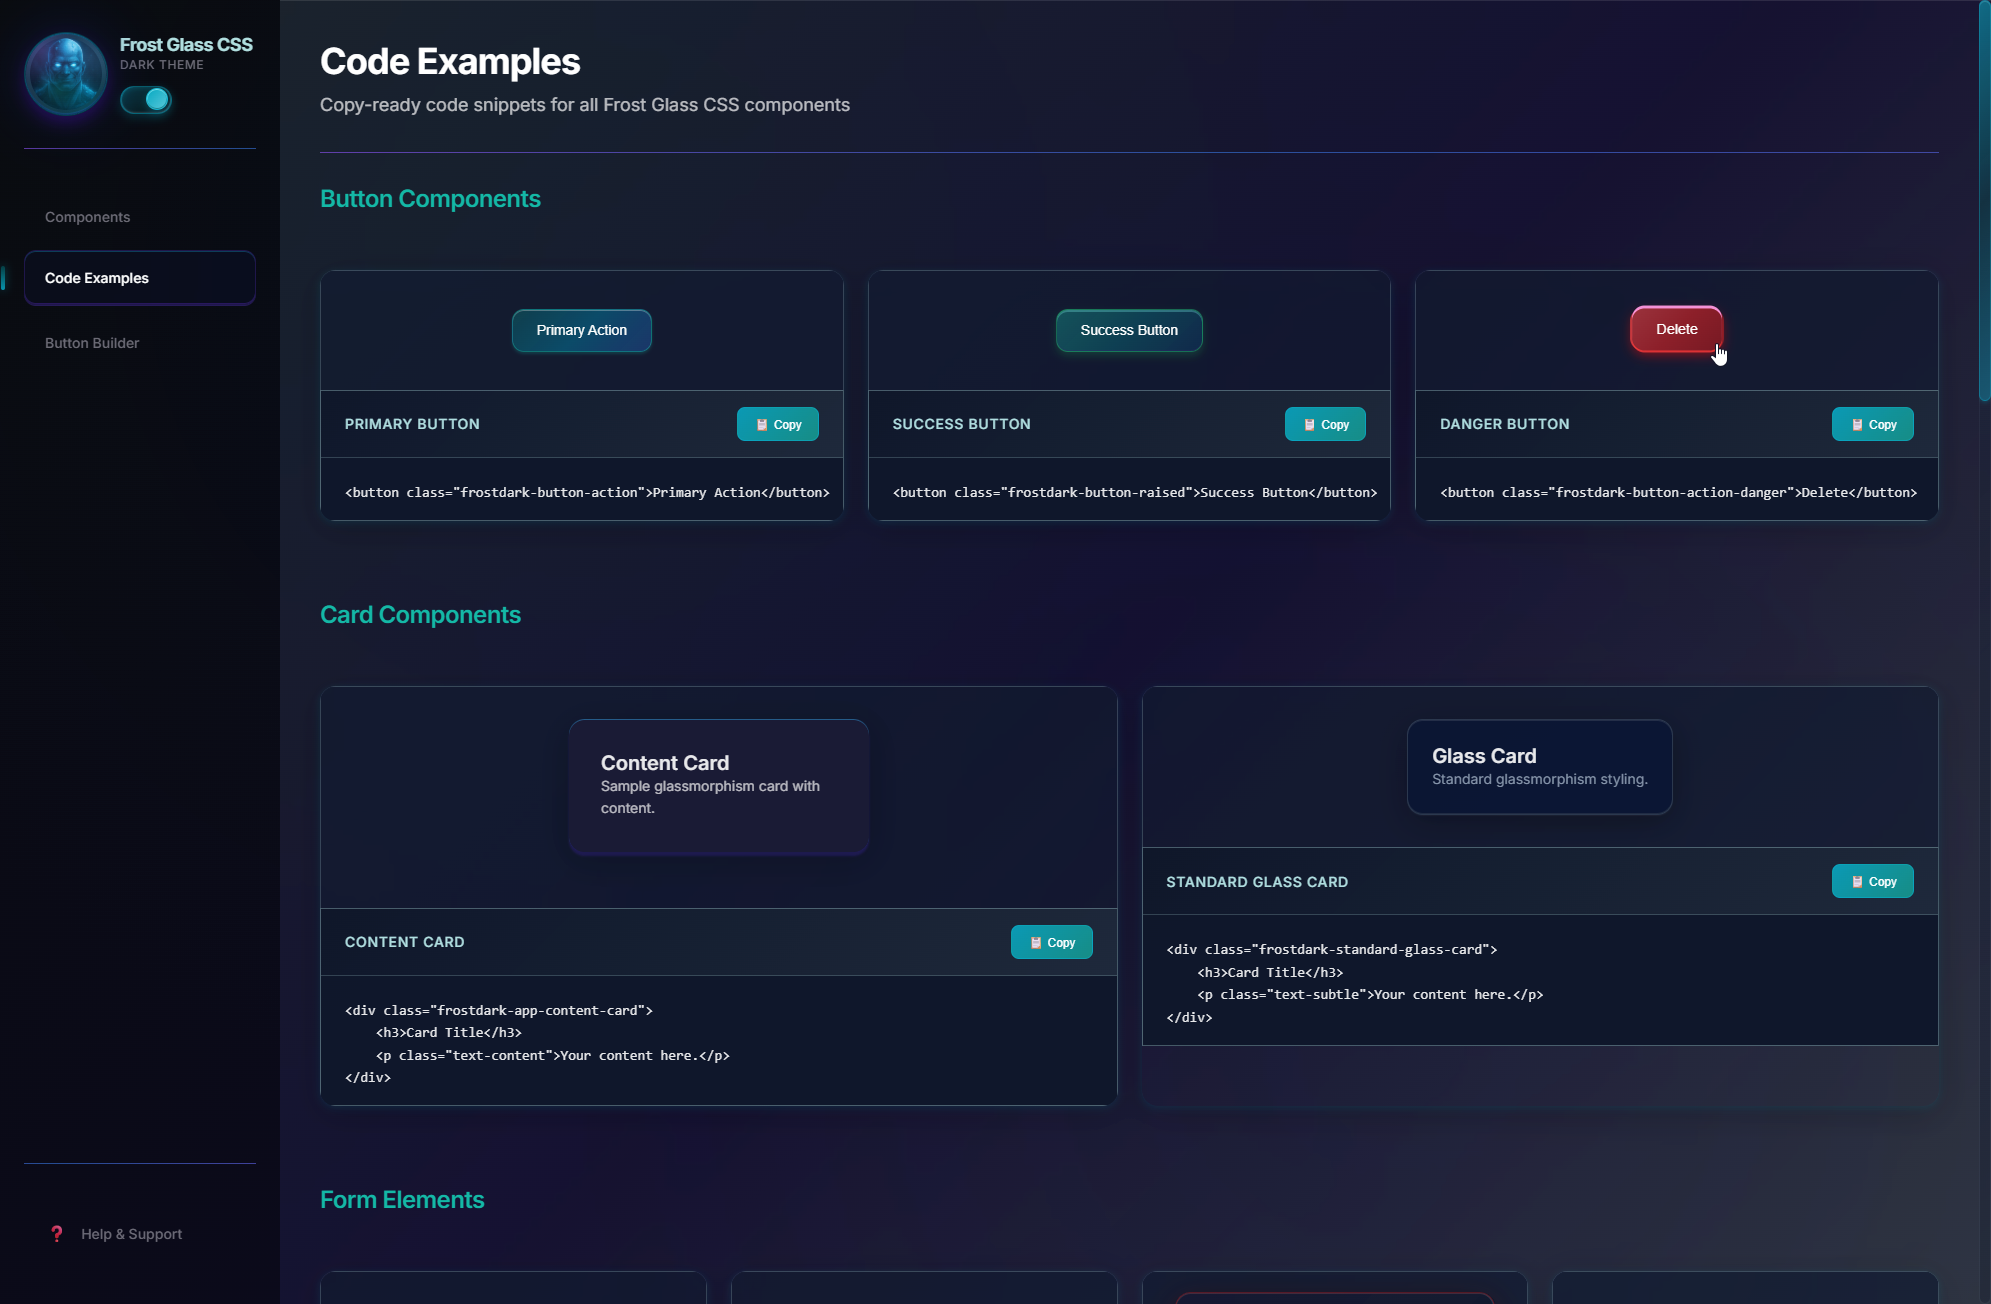 Frost Glass CSS
DARK THEME
Components
Code Examples
Button Builder
Help & Support
Code Examples
Copy-ready code snippets for all Frost Glass CSS components
Button Components
Primary Action
PRIMARY BUTTON
Copy
<button class="frostdark-button-action">Primary Action</button>
Success Button
SUCCESS BUTTON
Copy
<button class="frostdark-button-raised">Success Button</button>
Delete
DANGER BUTTON
Copy
<button class="frostdark-button-action-danger">Delete</button>
Card Components
Content Card
Sample glassmorphism card with
content.
CONTENT CARD
Copy
<div class="frostdark-app-content-card">
    <h3>Card Title</h3>
    <p class="text-content">Your content here.</p>
</div>
Glass Card
Standard glassmorphism styling.
STANDARD GLASS CARD
Copy
<div class="frostdark-standard-glass-card">
    <h3>Card Title</h3>
    <p class="text-subtle">Your content here.</p>
</div>
Form Elements